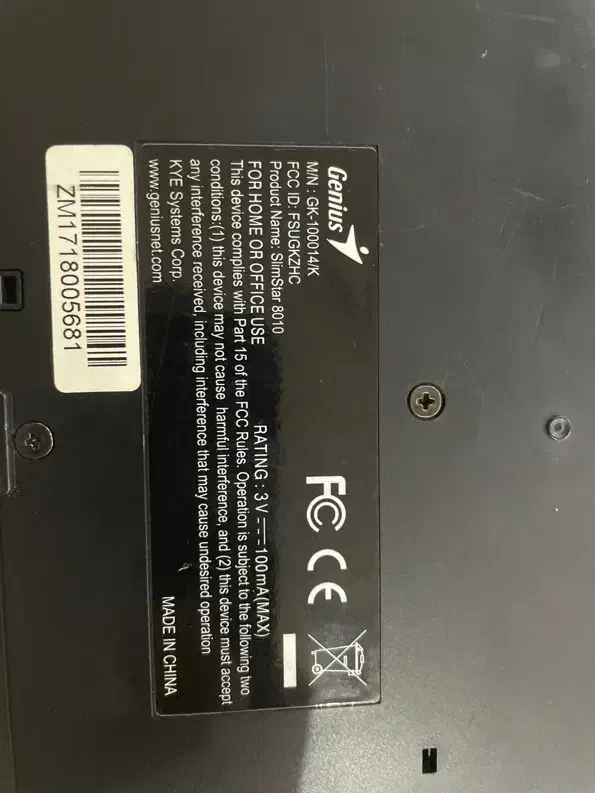 Genius
M/N : GK-100014/K
FCC ID: FSUGKZHC
Product Name: SlimStar 8010
FOR HOME OR OFFICE USE
RATING : 3V⎓100mA(MAX)
This device complies with Part 15 of the FCC Rules. Operation is subject to the following two
conditions:(1) this device may not cause harmful interference, and (2) this device must accept
any interference received, including interference that may cause undesired operation
KYE Systems Corp.
www.geniusnet.com
MADE IN CHINA
FC CE
ZM1718005681